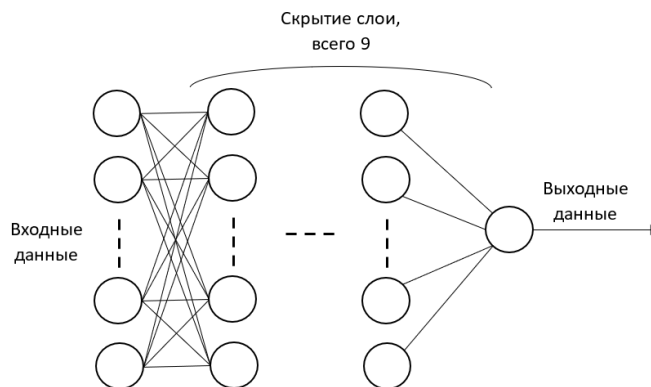 Скрытие слои,
всего 9
Входные
данные
Выходные
данные